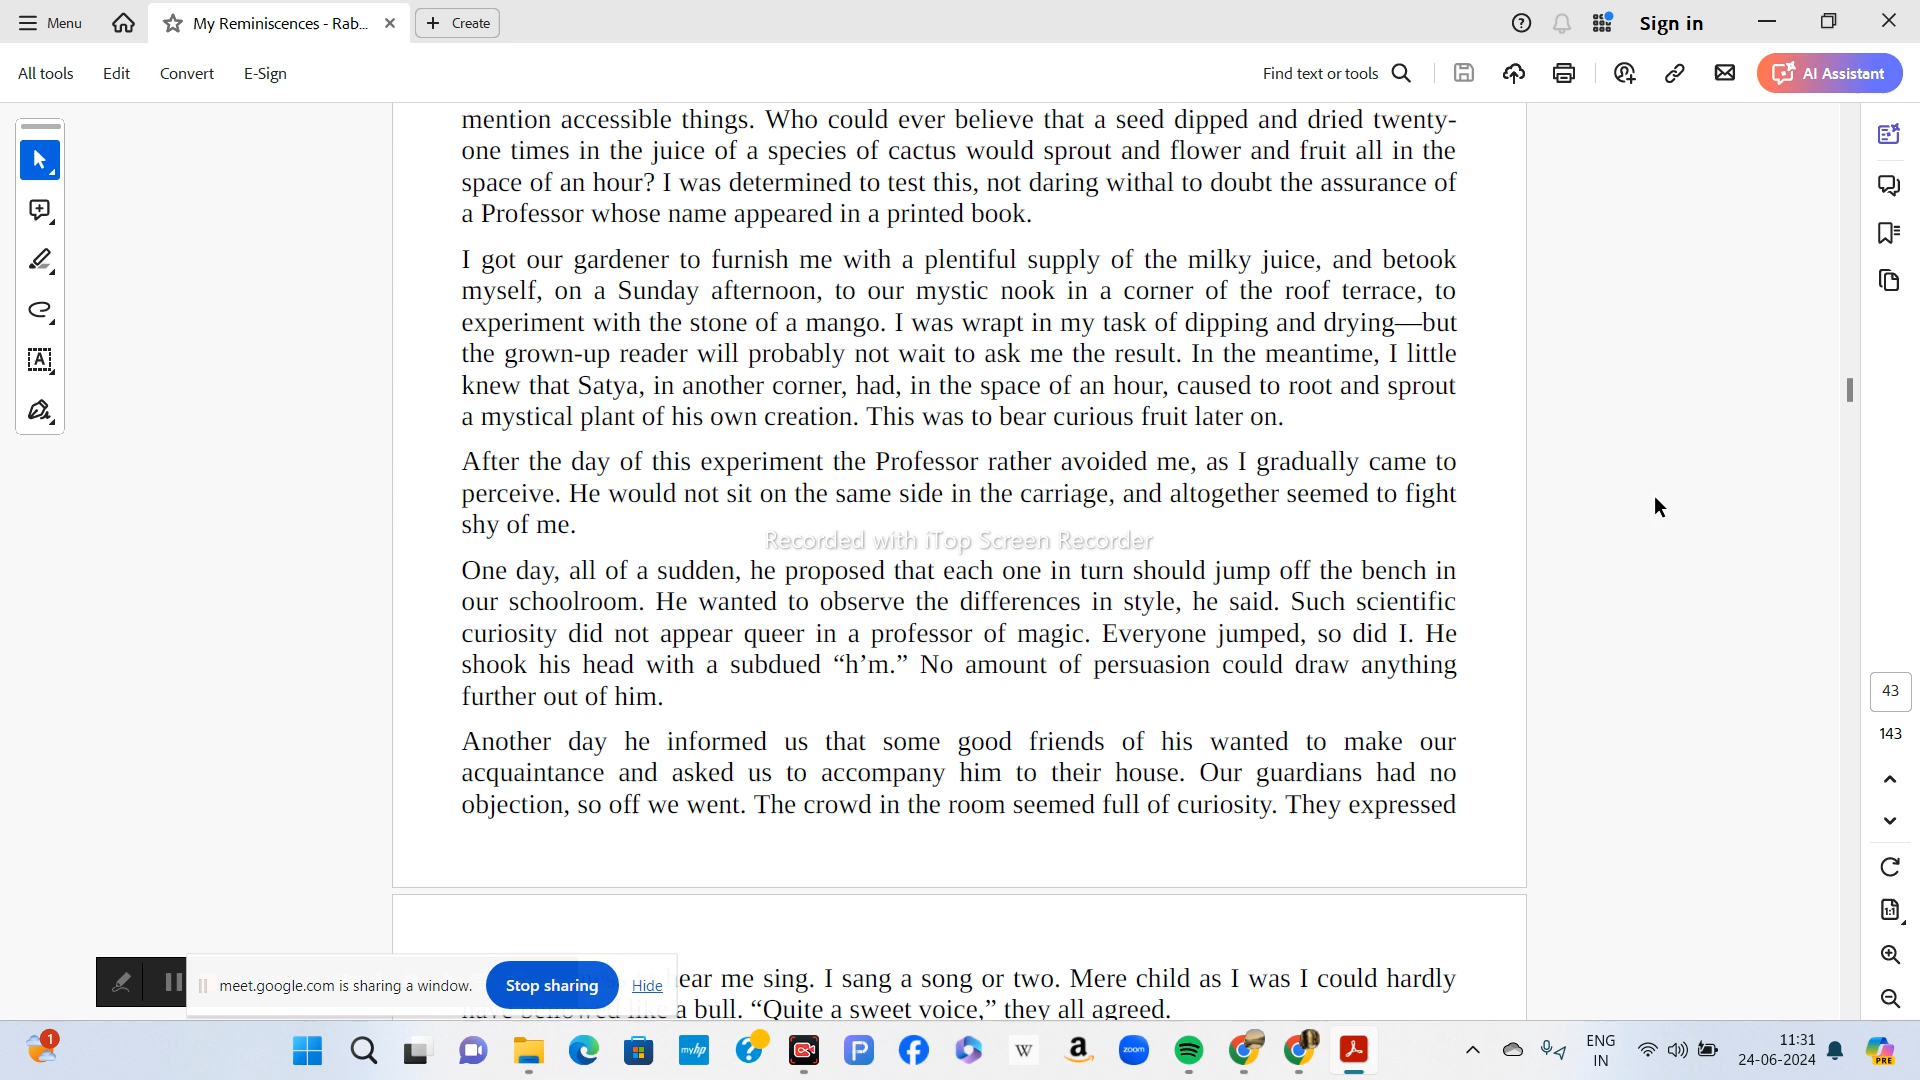 Menu
My Reminiscences - Rab...
Create
Sign in
All tools
Edit
Convert
E-Sign
Find text or tools
AI Assistant
mention accessible things. Who could ever believe that a seed dipped and dried twenty-
one times in the juice of a species of cactus would sprout and flower and fruit all in the
space of an hour? I was determined to test this, not daring withal to doubt the assurance of
a Professor whose name appeared in a printed book.
I got our gardener to furnish me with a plentiful supply of the milky juice, and betook
myself, on a Sunday afternoon, to our mystic nook in a corner of the roof terrace, to
experiment with the stone of a mango. I was wrapt in my task of dipping and drying—but
the grown-up reader will probably not wait to ask me the result. In the meantime, I little
knew that Satya, in another corner, had, in the space of an hour, caused to root and sprout
a mystical plant of his own creation. This was to bear curious fruit later on.
After the day of this experiment the Professor rather avoided me, as I gradually came to
perceive. He would not sit on the same side in the carriage, and altogether seemed to fight
shy of me.
Recorded with iTop Screen Recorder
One day, all of a sudden, he proposed that each one in turn should jump off the bench in
our schoolroom. He wanted to observe the differences in style, he said. Such scientific
curiosity did not appear queer in a professor of magic. Everyone jumped, so did I. He
shook his head with a subdued “h’m.” No amount of persuasion could draw anything
further out of him.
Another day he informed us that some good friends of his wanted to make our
acquaintance and asked us to accompany him to their house. Our guardians had no
objection, so off we went. The crowd in the room seemed full of curiosity. They expressed
43
143
me sing. I sang a song or two. Mere child as I was I could hardly
a bull. “Quite a sweet voice,” they all agreed.
meet.google.com is sharing a window.
Stop sharing
Hide
1
myhp
P
W
a
zoom
ENG
IN
11:31
24-06-2024
PRE